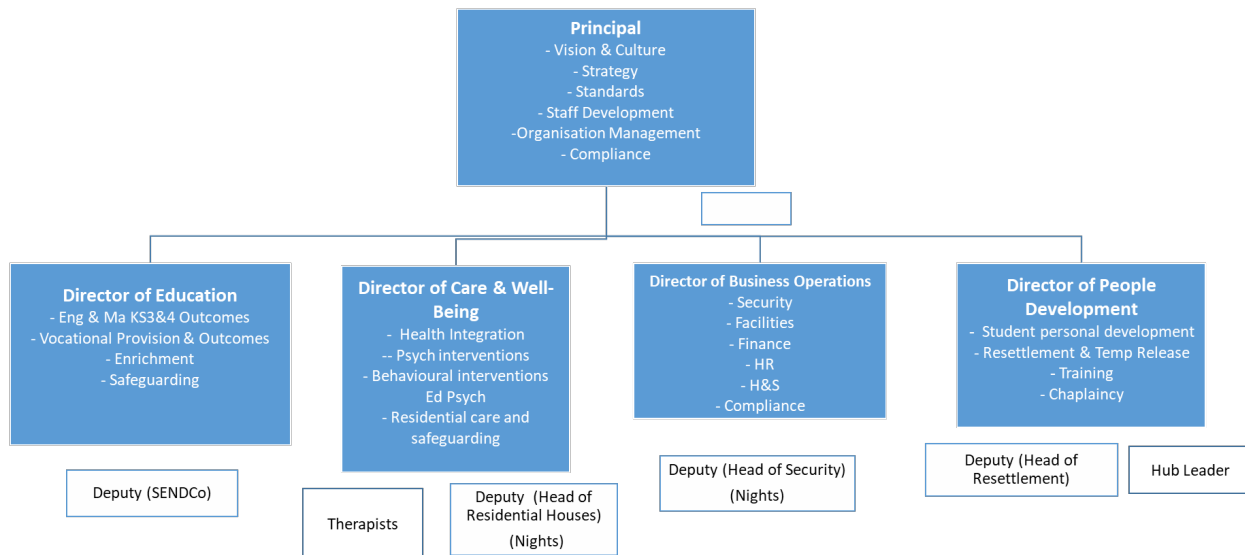 Principal
- Vision & Culture
- Strategy
- Standards
- Staff Development
-Organisation Management
- Compliance
Director of Education
- Eng & Ma KS3&4 Outcomes
- Vocational Provision & Outcomes
- Enrichment
- Safeguarding
Director of Care & Well-
Being
- Health Integration
-- Psych interventions
- Behavioural interventions
Ed Psych
- Residential care and
safeguarding
Director of Business Operations
- Security
- Facilities
- Finance
- HR
- H&S
- Compliance
Director of People
Development
- Student personal development
- Resettlement & Temp Release
- Training
- Chaplaincy
Deputy (SENDCo)
Therapists
Deputy (Head of
Residential Houses)
(Nights)
Deputy (Head of Security)
(Nights)
Deputy (Head of
Resettlement)
Hub Leader